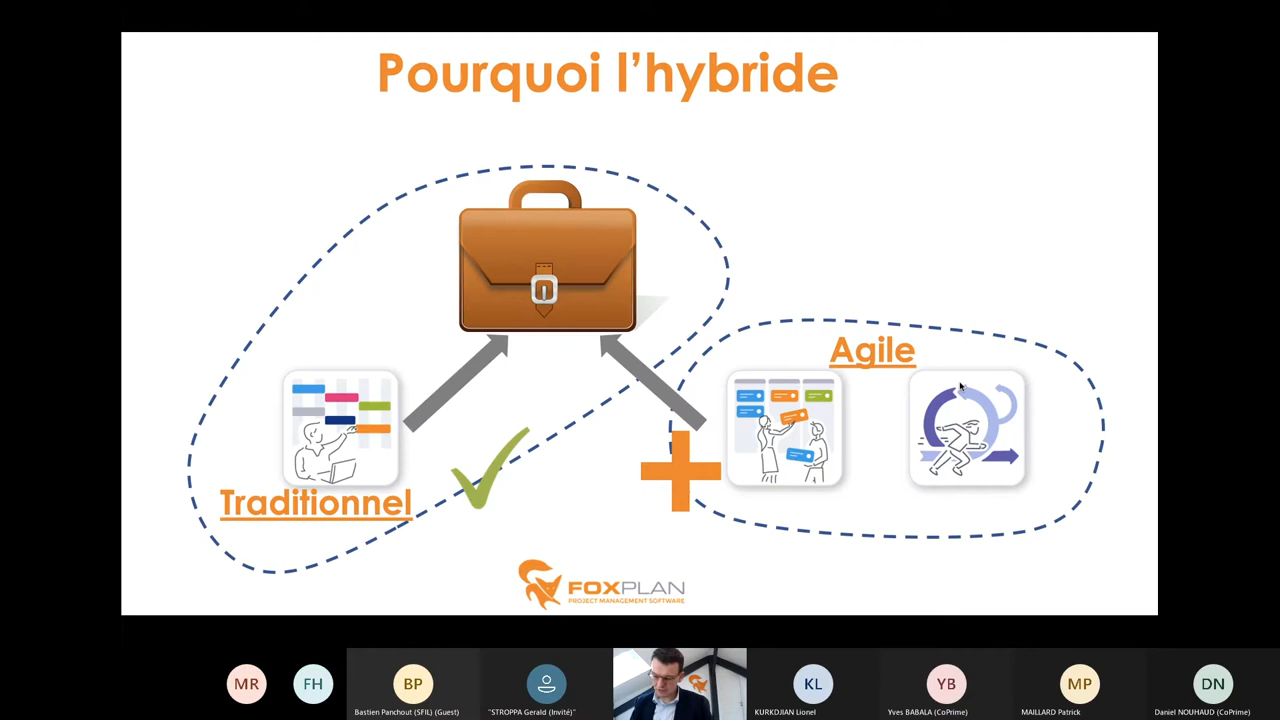 Pourquoi l'hybride
Agile
Traditionnel
FOXPLAN
PROJECT MANAGEMENT SOFTWARE
MR
FH
BP
KL
YB
MP
DN
Bastien Panchout (SFIL) (Guest)
"STROPPA Gerald (Invité)"
KURKDJIAN Lionel
Yves BABALA (CoPrime)
MAILLARD Patrick
Daniel NOUHAUD (CoPrime)